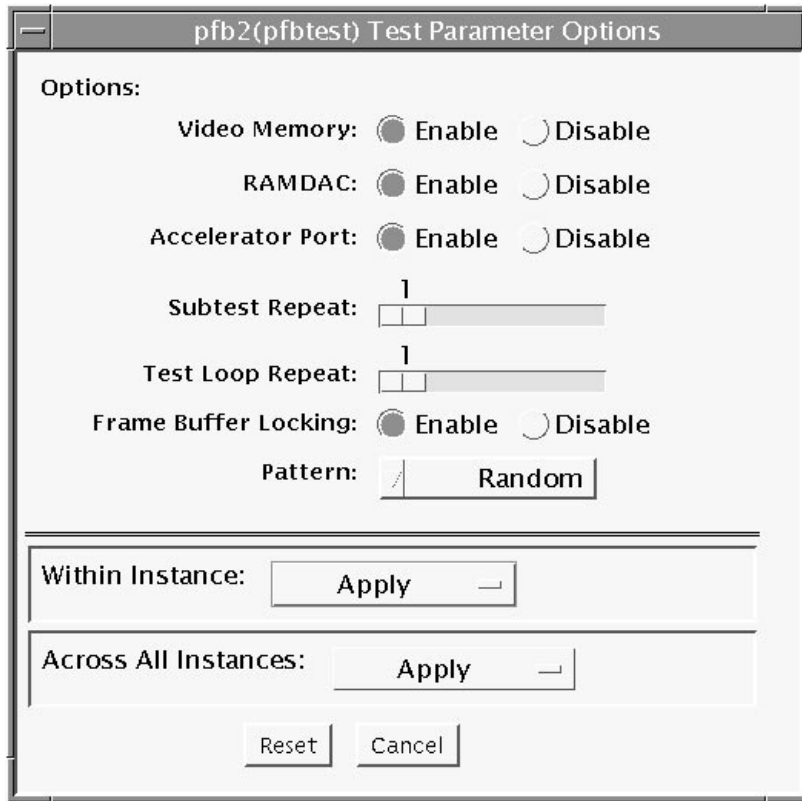 pfb2(pfbtest) Test Parameter Options
Options:
Video Memory: Enable Disable
RAMDAC: Enable Disable
Accelerator Port: Enable Disable
1
Subtest Repeat:
1
Test Loop Repeat:
Frame Buffer Locking: Enable Disable
Pattern: Random
Within Instance: Apply
Across All Instances: Apply
Reset Cancel